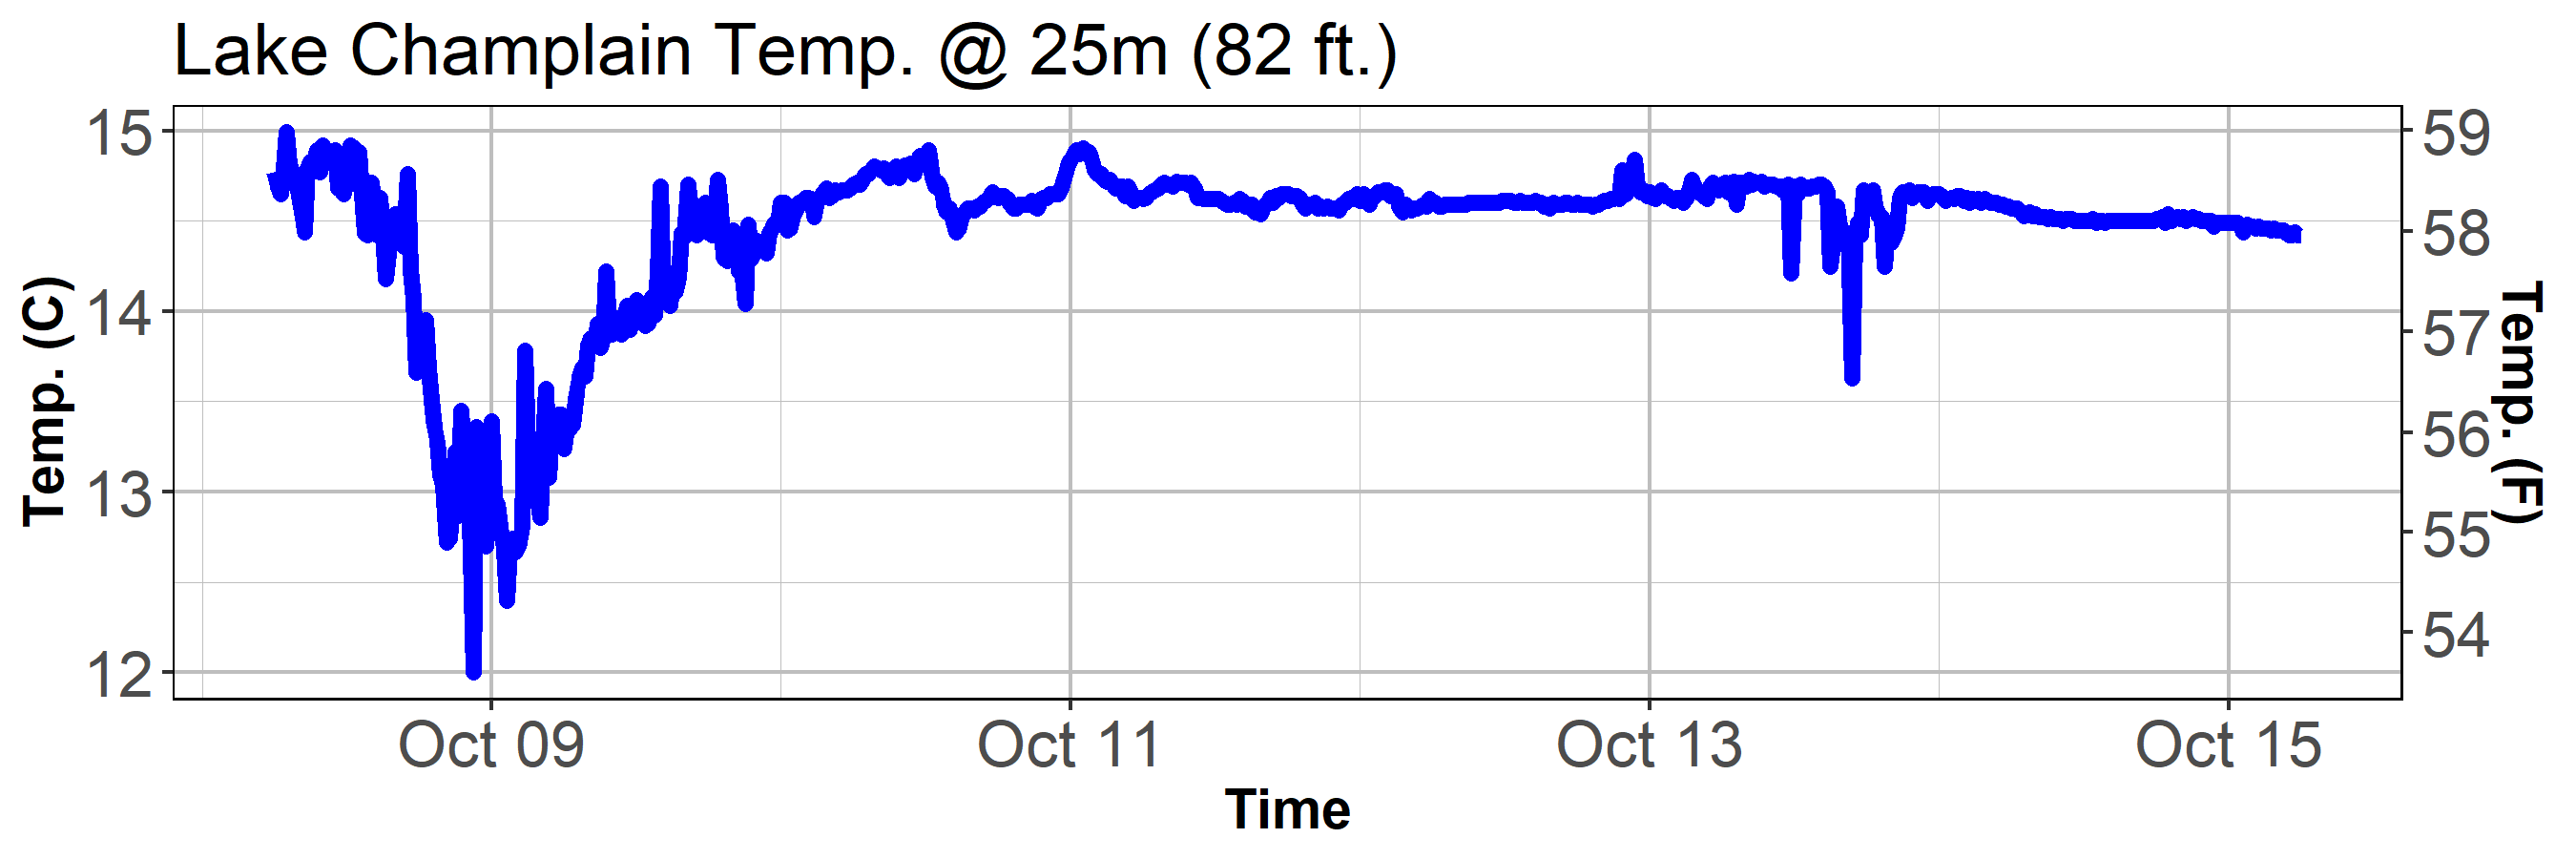 Lake Champlain Temp. @ 25m (82 ft.)
Temp. (C)
15
14
13
12
59
58
57
56
55
54
Temp. (F)
Oct 09 Oct 11 Oct 13 Oct 15
Time